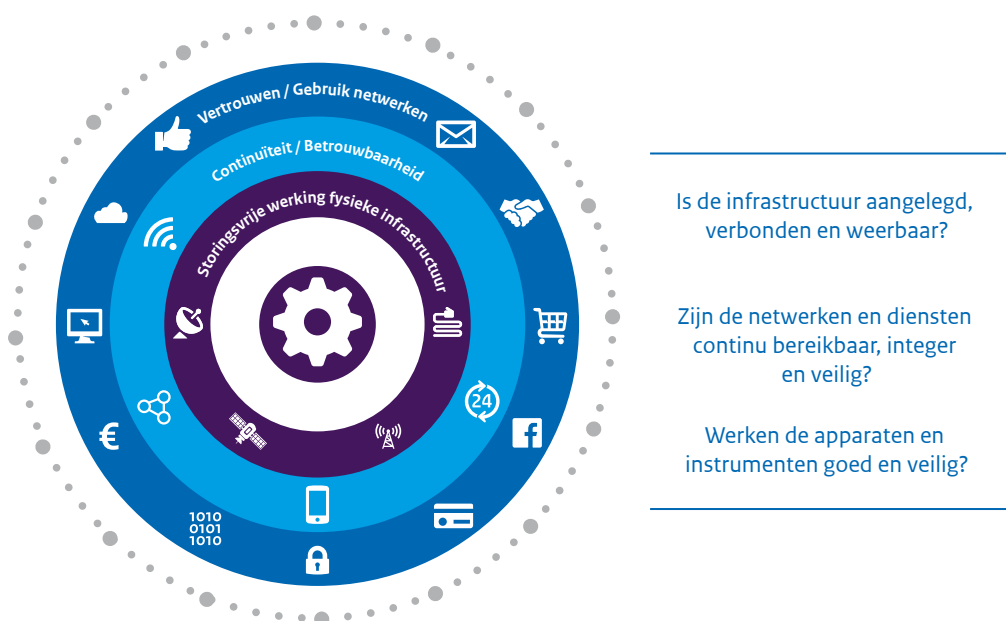 Vertrouwen / Gebruik netwerken
Continuïteit / Betrouwbaarheid
Storingsvrije werking fysieke infrastructuur
€
24
f
1010
0101
1010
Is de infrastructuur aangelegd,
verbonden en weerbaar?
Zijn de netwerken en diensten
continu bereikbaar, integer
en veilig?
Werken de apparaten en
instrumenten goed en veilig?